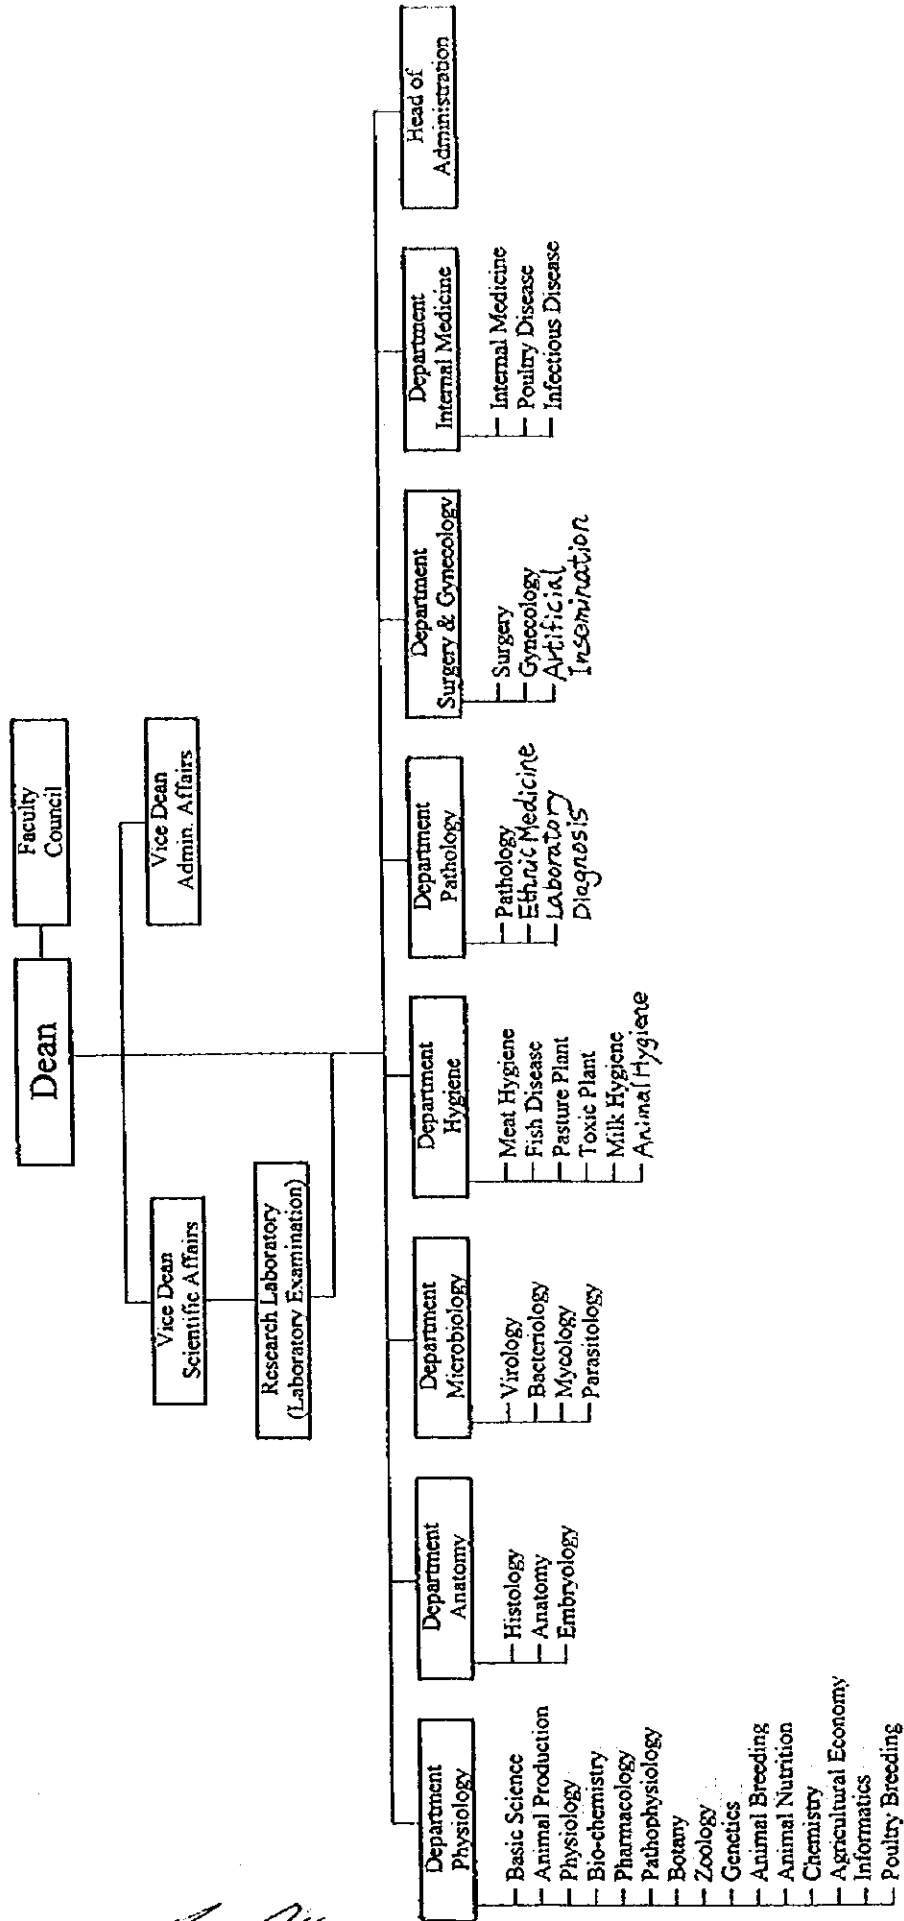 Dean
Faculty
Council
Vice Dean
Scientific Affairs
Vice Dean
Admin. Affairs
Research Laboratory
(Laboratory Examination)
Department
Physiology
Basic Science
Animal Production
Physiology
Bio-chemistry
Pharmacology
Pathophysiology
Botany
Zoology
Genetics
Animal Breeding
Animal Nutrition
Chemistry
Agricultural Economy
Informatics
Poultry Breeding
Department
Anatomy
Histology
Anatomy
Embryology
Department
Microbiology
Virology
Bacteriology
Mycology
Parasitology
Department
Hygiene
Meat Hygiene
Fish Disease
Pasture Plant
Toxic Plant
Milk Hygiene
Animal Hygiene
Department
Pathology
Pathology
Ethnic Medicine
Laboratory
Diagnosis
Department
Surgery & Gynecology
Surgery
Gynecology
Artificial
Insemination
Department
Internal Medicine
Internal Medicine
Poultry Disease
Infectious Disease
Head of
Administration